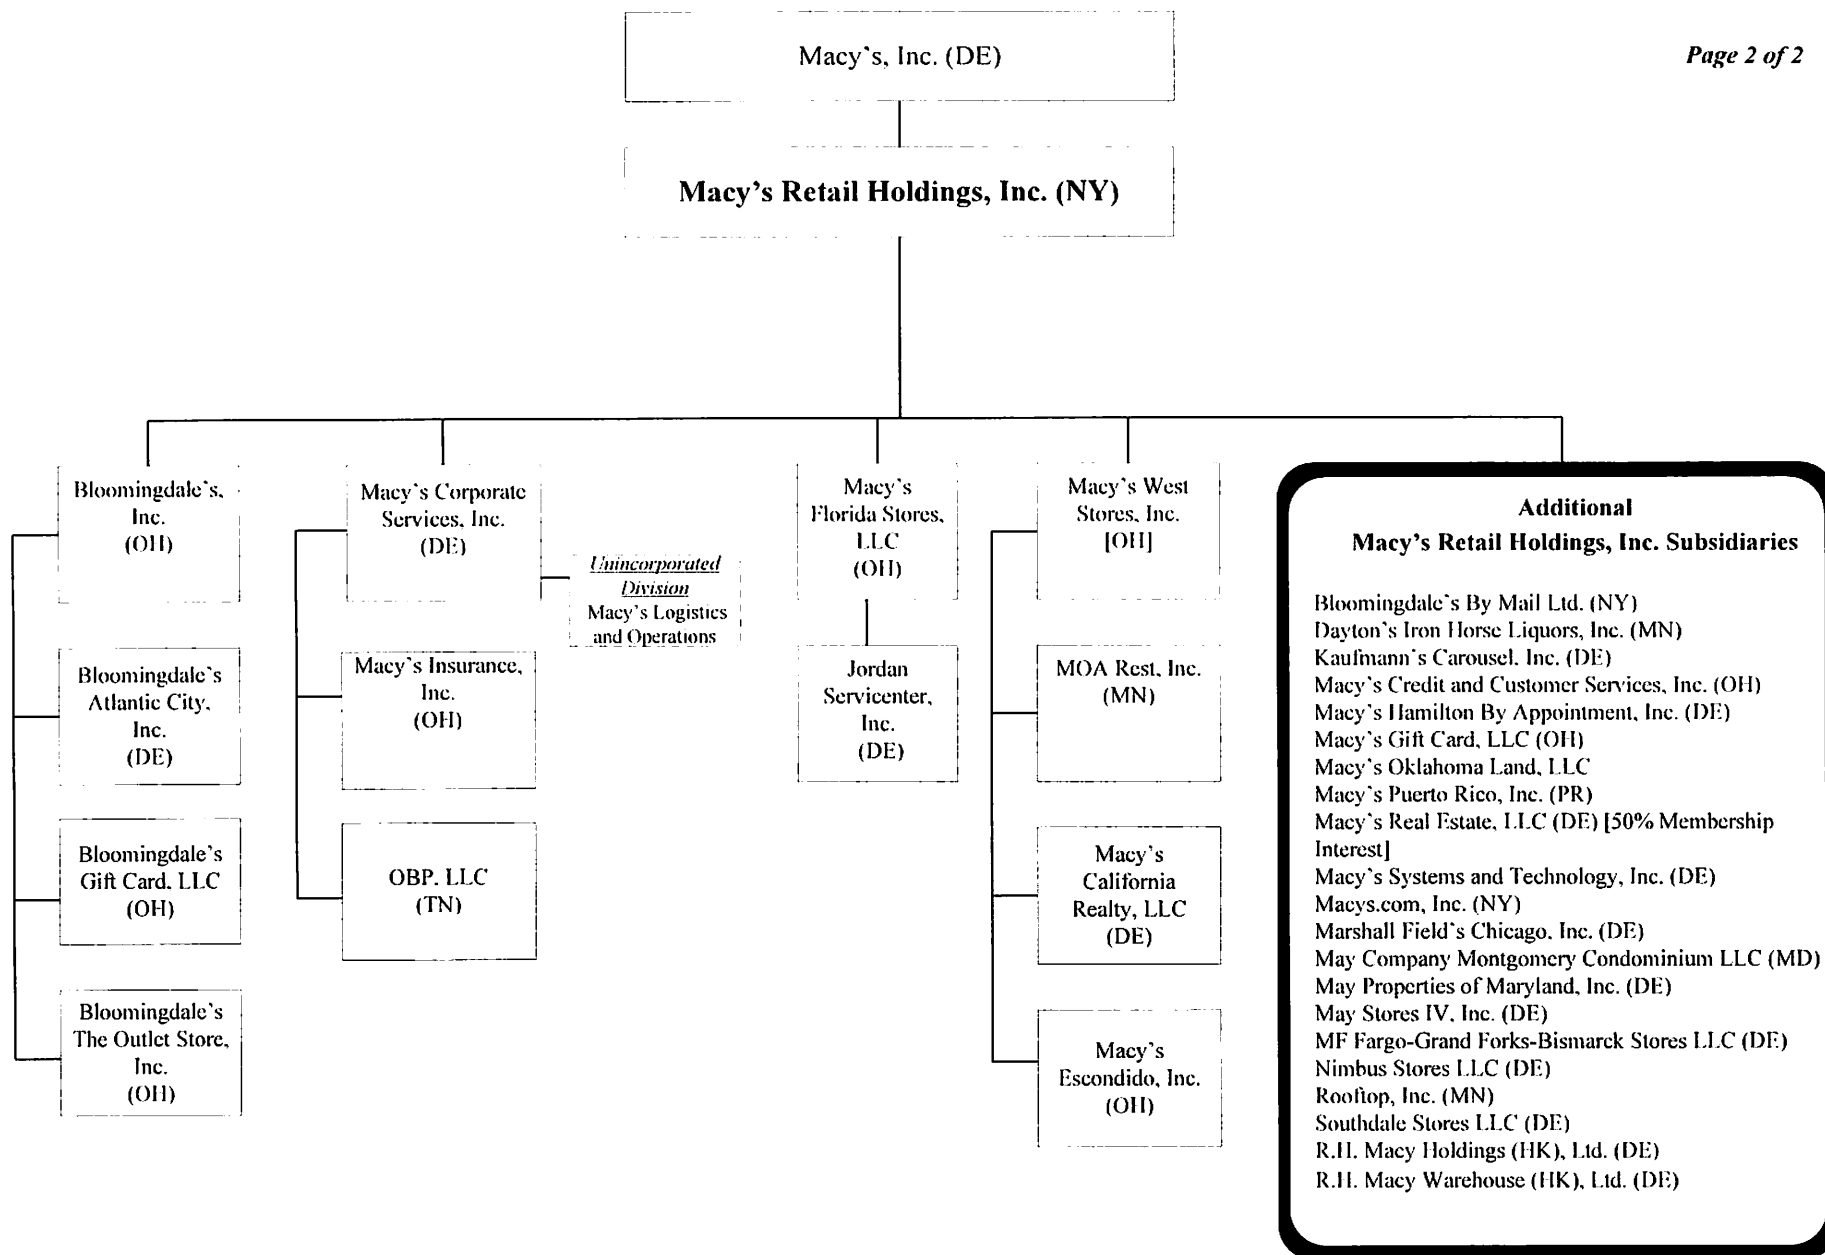 Page 2 of 2
Macy's, Inc. (DE)
Macy's Retail Holdings, Inc. (NY)
Bloomingdale's,
Inc.
(OH)
Bloomingdale's
Atlantic City,
Inc.
(DE)
Bloomingdale's
Gift Card, LLC
(OH)
Bloomingdale's
The Outlet Store,
Inc.
(OH)
Macy's Corporate
Services, Inc.
(DE)
Unincorporated
Division
Macy's Logistics
and Operations
Macy's Insurance,
Inc.
(OH)
OBP, LLC
(TN)
Macy's
Florida Stores,
LLC
(OH)
Jordan
Servicenter,
Inc.
(DE)
Macy's West
Stores, Inc.
[OH]
MOA Rest, Inc.
(MN)
Macy's
California
Realty, LLC
(DE)
Macy's
Escondido, Inc.
(OH)
Additional
Macy's Retail Holdings, Inc. Subsidiaries
Bloomingdale's By Mail Ltd. (NY)
Dayton's Iron Horse Liquors, Inc. (MN)
Kaufmann's Carousel, Inc. (DE)
Macy's Credit and Customer Services, Inc. (OH)
Macy's Hamilton By Appointment, Inc. (DE)
Macy's Gift Card, LLC (OH)
Macy's Oklahoma Land, LLC
Macy's Puerto Rico, Inc. (PR)
Macy's Real Estate, LLC (DE) [50% Membership
Interest]
Macy's Systems and Technology, Inc. (DE)
Macys.com, Inc. (NY)
Marshall Field's Chicago, Inc. (DE)
May Company Montgomery Condominium LLC (MD)
May Properties of Maryland, Inc. (DE)
May Stores IV, Inc. (DE)
MF Fargo-Grand Forks-Bismarck Stores LLC (DE)
Nimbus Stores LLC (DE)
Rooftop, Inc. (MN)
Southdale Stores LLC (DE)
R.H. Macy Holdings (HK), Ltd. (DE)
R.H. Macy Warehouse (HK), Ltd. (DE)